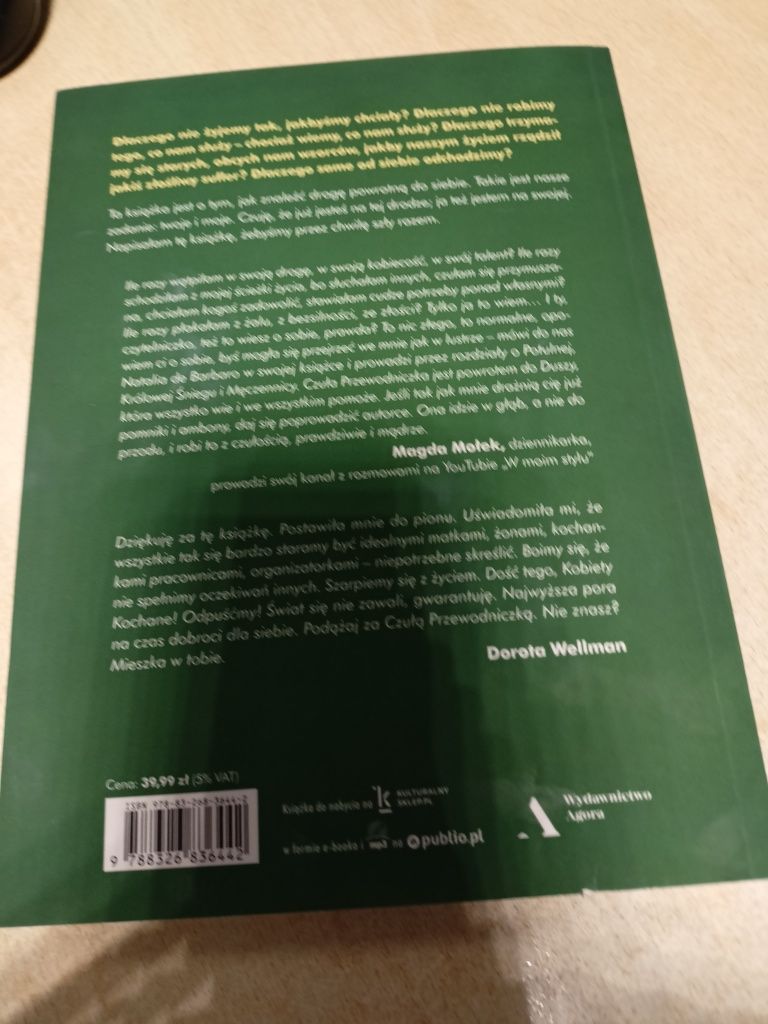 Dlaczego nie żyjemy tak, jakbyśmy chciały? Dlaczego nie robimy
tego, co nam służy – chociaż wiemy, co nam służy? Dlaczego trzyma-
my się starych, obcych nam wzorców, jakby naszym życiem rządził
jakiś złośliwy sufler? Dlaczego same od siebie odchodzimy?
Ta książka jest o tym, jak znaleźć drogę powrotną do siebie. Takie jest nasze
zadanie: twoje i moje. Czuję, że już jesteś na tej drodze; ja też jestem na swojej.
Napisałam tę książkę, żebyśmy przez chwilę szły razem.
Ile razy wątpiłam w swoją drogę, w swoją kobiecość, w swój talent? Ile razy
schodziłam z mojej ścieżki życia, bo słuchałam innych, czułam się przymuszo-
na, chciałam kogoś zadowolić, stawiałam cudze potrzeby ponad własnymi?
Ile razy płakałam z żalu, z bezsilności, ze złości? Tylko ja to wiem... I ty,
czytelniczko, też to wiesz o sobie, prawda? To nic złego, to normalne, opo-
wiem ci o sobie, byś mogła się przejrzeć we mnie jak w lustrze – mówi do nas
Natalia de Barbaro w swojej książce i prowadzi przez rozdziały o Potulnej,
Królowej Śniegu i Męczennicy. Czuła Przewodniczka jest powrotem do Duszy,
która wszystko wie i we wszystkim pomoże. Jeśli tak jak mnie drażnią cię już
pomniki i ambony, daj się poprowadzić autorce. Ona idzie w głąb, a nie do
przodu, i robi to z czułością, prawdziwie i mądrze.
Magda Mołek, dziennikarka,
prowadzi swój kanał z rozmowami na YouTubie „W moim stylu”
Dziękuję za tę książkę. Postawiła mnie do pionu. Uświadomiła mi, że
wszystkie tak się bardzo staramy być idealnymi matkami, żonami, kochan-
kami pracownicami, organizatorkami – niepotrzebne skreślić. Boimy się, że
nie spełnimy oczekiwań innych. Szarpiemy się z życiem. Dość tego, Kobiety
Kochane! Odpuśćmy! Świat się nie zawali, gwarantuję. Najwyższa pora
na czas dobroci dla siebie. Podążaj za Czułą Przewodniczką. Nie znasz?
Mieszka w tobie.
Dorota Wellman
Cena: 39,99 zł (5% VAT)
ISBN 978-83-268-3644-2
9 788326 836442
Książka do nabycia na
k KULTURALNY
SKLEP.PL
w formie e-booka i mp3 na publio.pl
Wydawnictwo
Agora